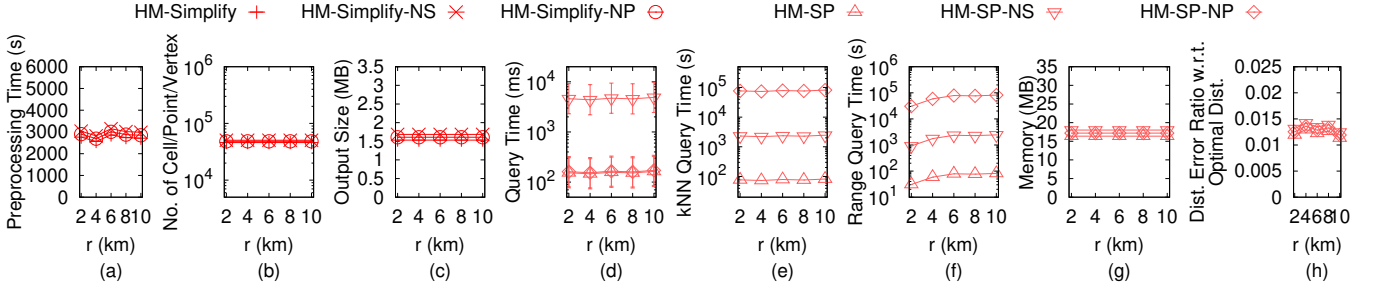 HM-Simplify HM-Simplify-NS HM-Simplify-NP HM-SP HM-SP-NS HM-SP-NP
Preprocessing Time (s)
6000
5000
4000
3000
2000
1000
0
2 4 6 8 10
r (km)
(a)
No. of Cell/Point/Vertex
10^6
10^5
10^4
2 4 6 8 10
r (km)
(b)
Output Size (MB)
3.5
3
2.5
2
1.5
1
0.5
0
2 4 6 8 10
r (km)
(c)
Query Time (ms)
10^4
10^3
10^2
2 4 6 8 10
r (km)
(d)
kNN Query Time (s)
10^5
10^4
10^3
10^2
2 4 6 8 10
r (km)
(e)
Range Query Time (s)
10^6
10^5
10^4
10^3
10^2
10^1
2 4 6 8 10
r (km)
(f)
Memory (MB)
35
30
25
20
15
10
5
0
2 4 6 8 10
r (km)
(g)
Dist. Error Ratio w.r.t.
Optimal Dist.
0.025
0.02
0.015
0.01
0.005
0
2 4 6 8 10
r (km)
(h)